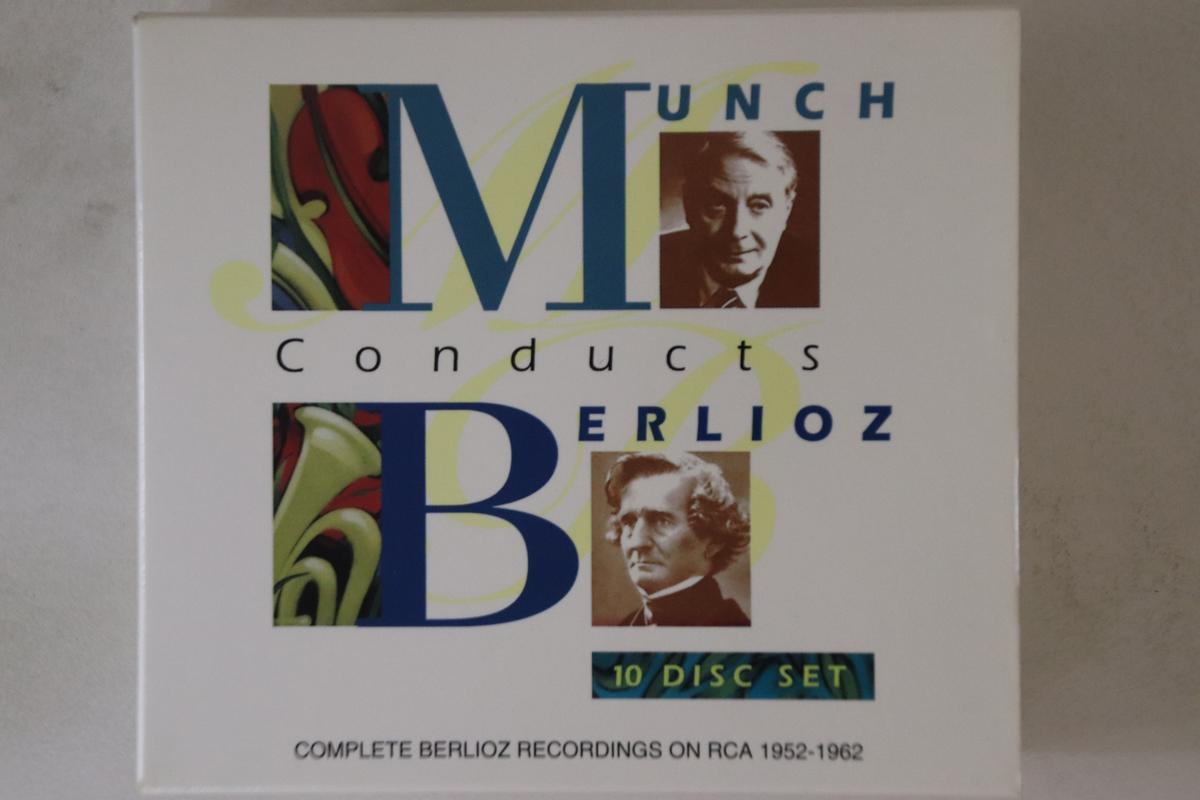 MUNCH
Conducts
BERLIOZ
10 DISC SET
COMPLETE BERLIOZ RECORDINGS ON RCA 1952-1962